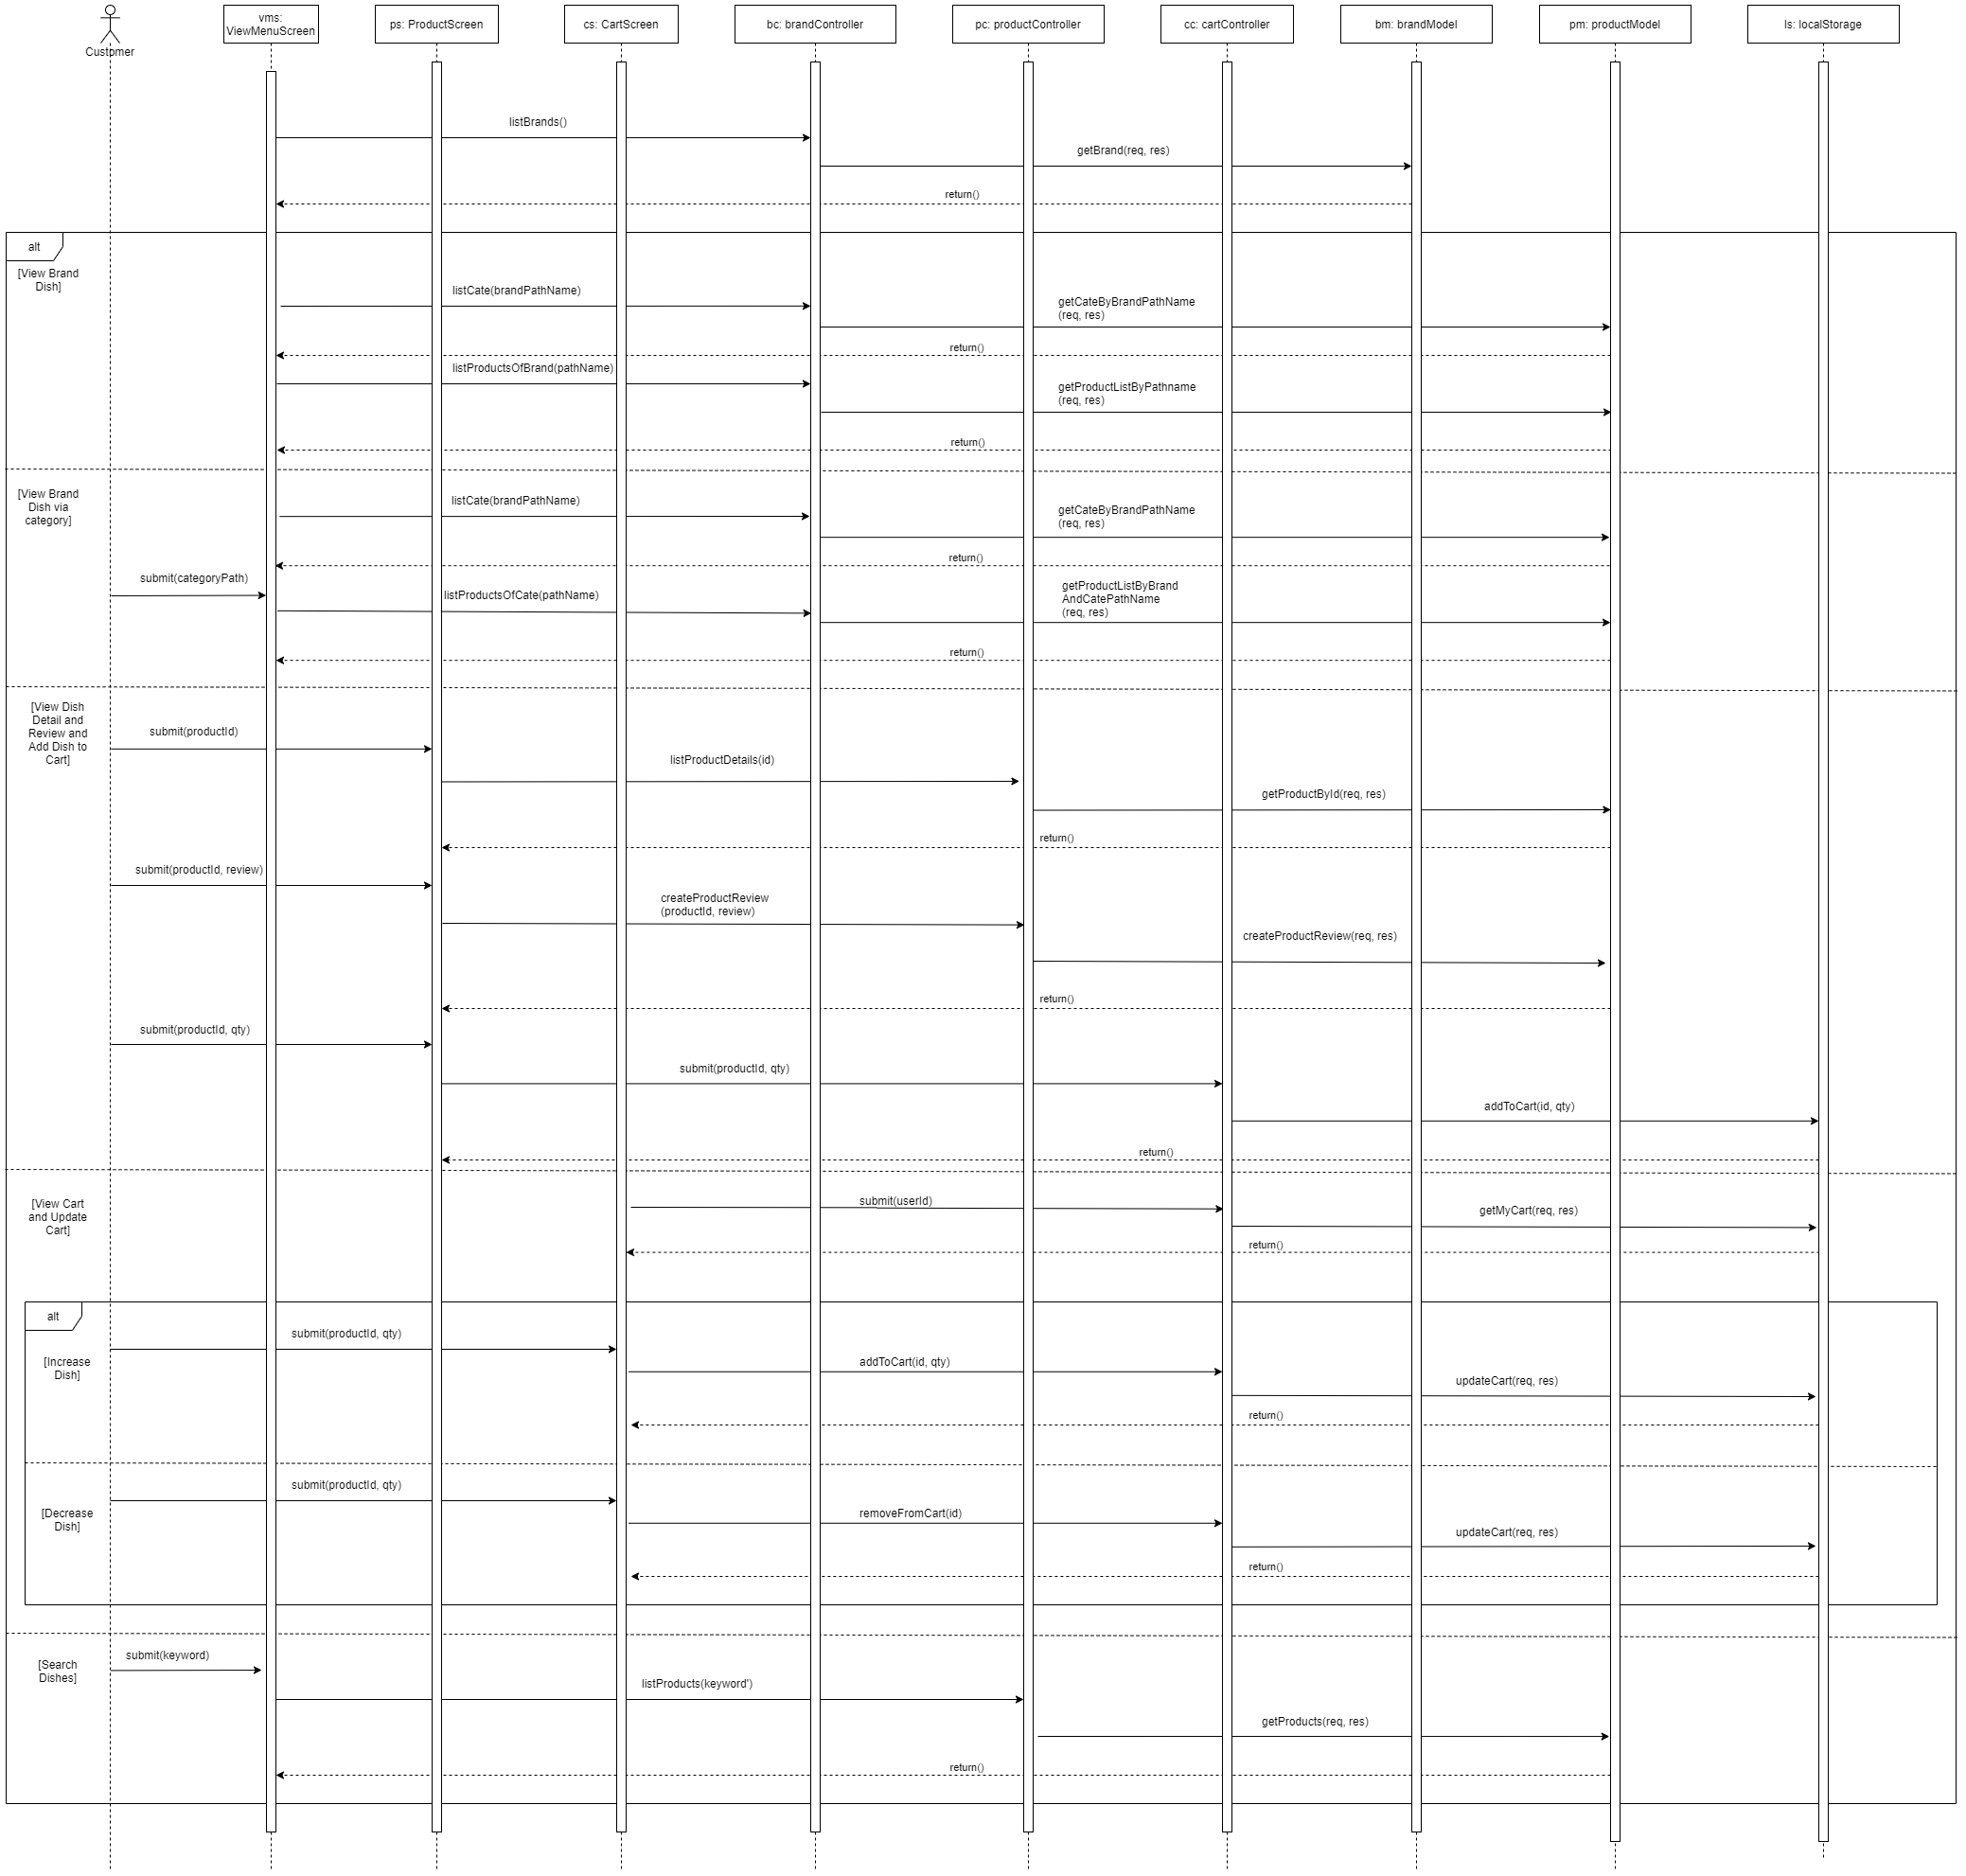 Customer
vms:
ViewMenuScreen
ps: ProductScreen
cs: CartScreen
bc: brandController
pc: productController
cc: cartController
bm: brandModel
pm: productModel
ls: localStorage
listBrands()
getBrand(req, res)
return()
alt
[View Brand
Dish]
listCate(brandPathName)
getCateByBrandPathName
(req, res)
return()
listProductsOfBrand(pathName)
getProductListByPathname
(req, res)
return()
[View Brand
Dish via
category]
listCate(brandPathName)
getCateByBrandPathName
(req, res)
return()
submit(categoryPath)
listProductsOfCate(pathName)
getProductListByBrand
AndCatePathName
(req, res)
return()
[View Dish
Detail and
Review and
Add Dish to
Cart]
submit(productId)
listProductDetails(id)
getProductById(req, res)
return()
submit(productId, review)
createProductReview
(productId, review)
createProductReview(req, res)
return()
submit(productId, qty)
submit(productId, qty)
addToCart(id, qty)
return()
[View Cart
and Update
Cart]
submit(userId)
getMyCart(req, res)
return()
alt
submit(productId, qty)
[Increase
Dish]
addToCart(id, qty)
updateCart(req, res)
return()
submit(productId, qty)
[Decrease
Dish]
removeFromCart(id)
updateCart(req, res)
return()
submit(keyword)
[Search
Dishes]
listProducts(keyword')
getProducts(req, res)
return()